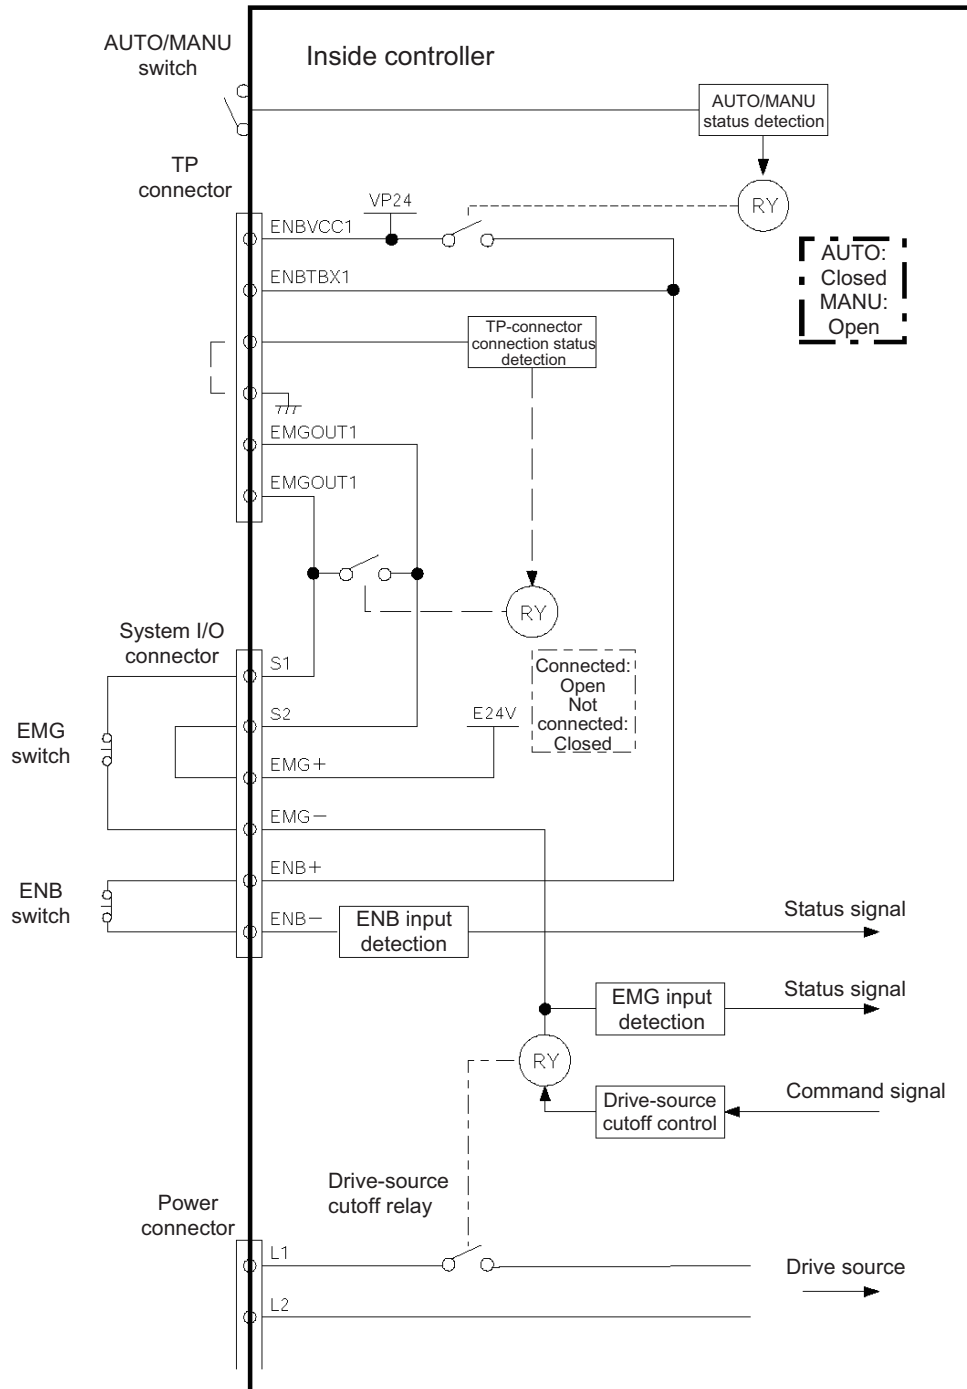 AUTO/MANU
switch
Inside controller
AUTO/MANU
status detection
TP
connector
RY
VP24
ENBVCC1
AUTO:
Closed
MANU:
Open
ENBTBX1
TP-connector
connection status
detection
EMGOUT1
EMGOUT1
RY
System I/O
connector
S1
Connected:
Open
Not
connected:
Closed
S2
E24V
EMG
switch
EMG+
EMG−
ENB+
ENB
switch
ENB−
ENB input
detection
Status signal
EMG input
detection
Status signal
RY
Drive-source
cutoff control
Command signal
Drive-source
cutoff relay
Power
connector
L1
Drive source
L2